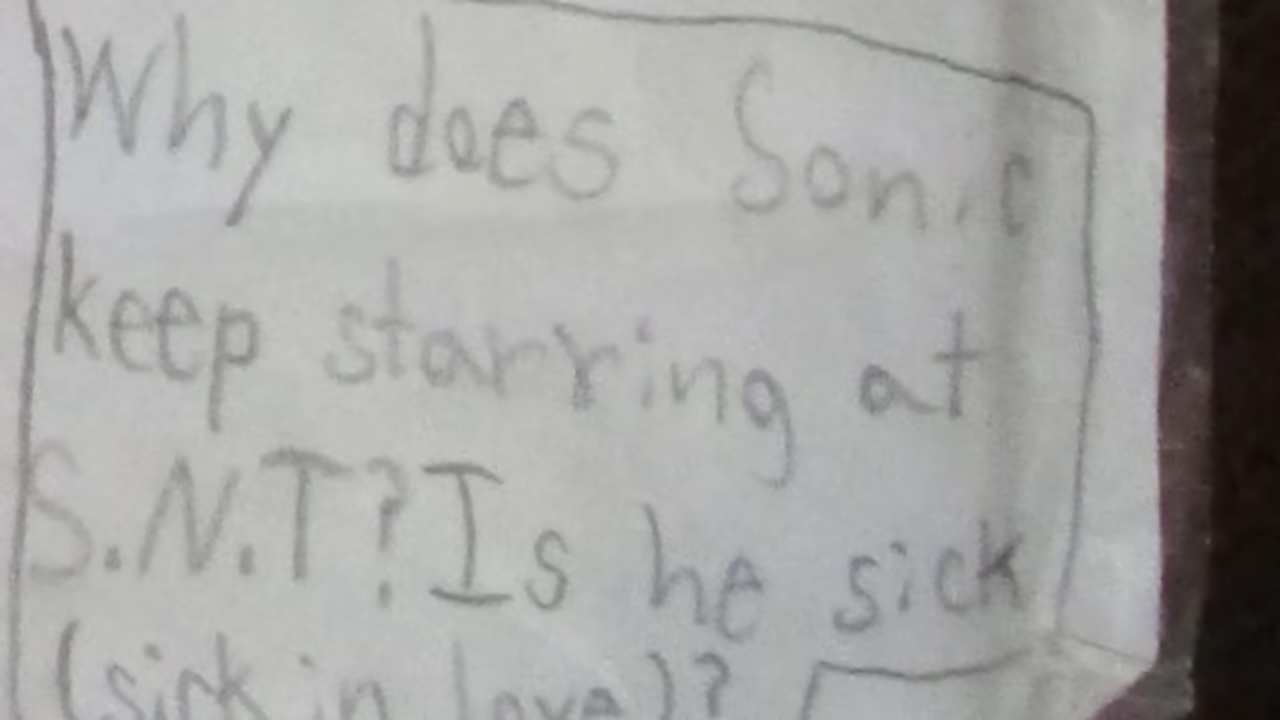 Why does Sonic
keep starring at
S.N.T? Is he sick
(sick in love)?